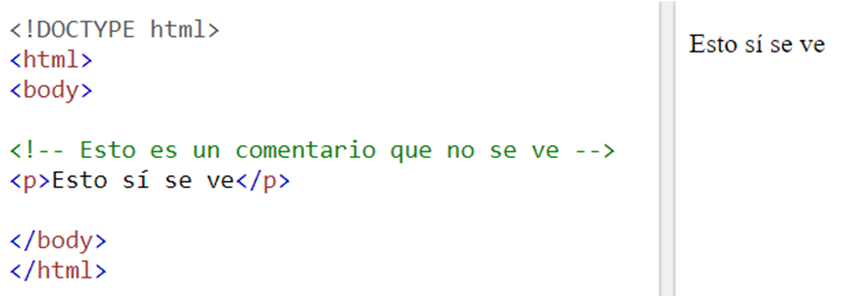 <!DOCTYPE html>
<html>
<body>
<!-- Esto es un comentario que no se ve -->
<p>Esto sí se ve</p>
</body>
</html>
Esto sí se ve